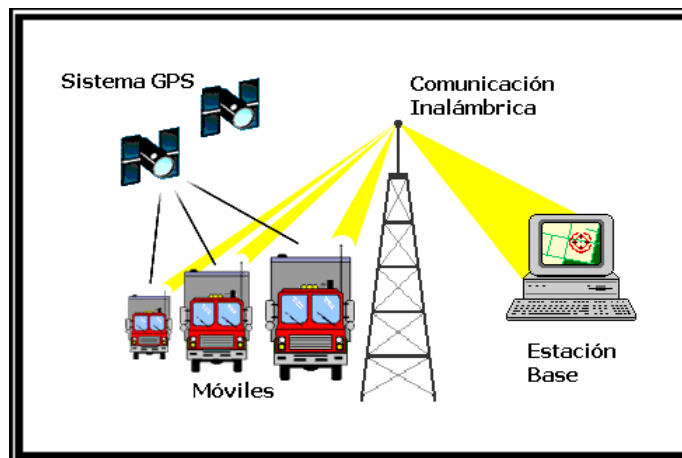 Sistema GPS
Comunicación
Inalámbrica
Móviles
Estación
Base